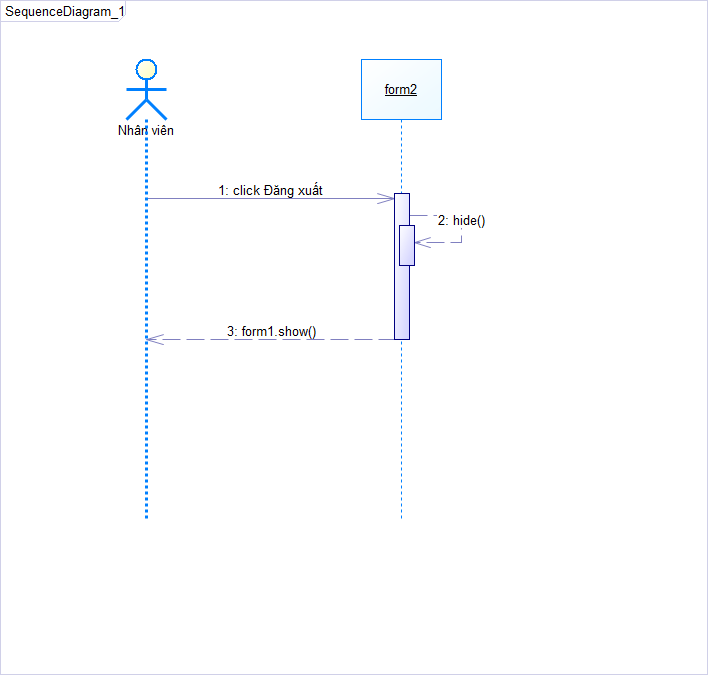 SequenceDiagram_1
Nhân viên
form2
1: click Đăng xuất
2: hide()
3: form1.show()